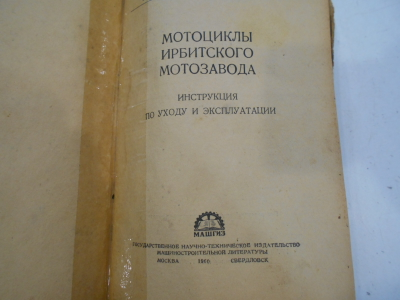 МОТОЦИКЛЫ
ИРБИТСКОГО
МОТОЗАВОДА
ИНСТРУКЦИЯ
ПО УХОДУ И ЭКСПЛУАТАЦИИ
МАШГИЗ
ГОСУДАРСТВЕННОЕ НАУЧНО-ТЕХНИЧЕСКОЕ ИЗДАТЕЛЬСТВО
МАШИНОСТРОИТЕЛЬНОЙ ЛИТЕРАТУРЫ
МОСКВА СВЕРДЛОВСК